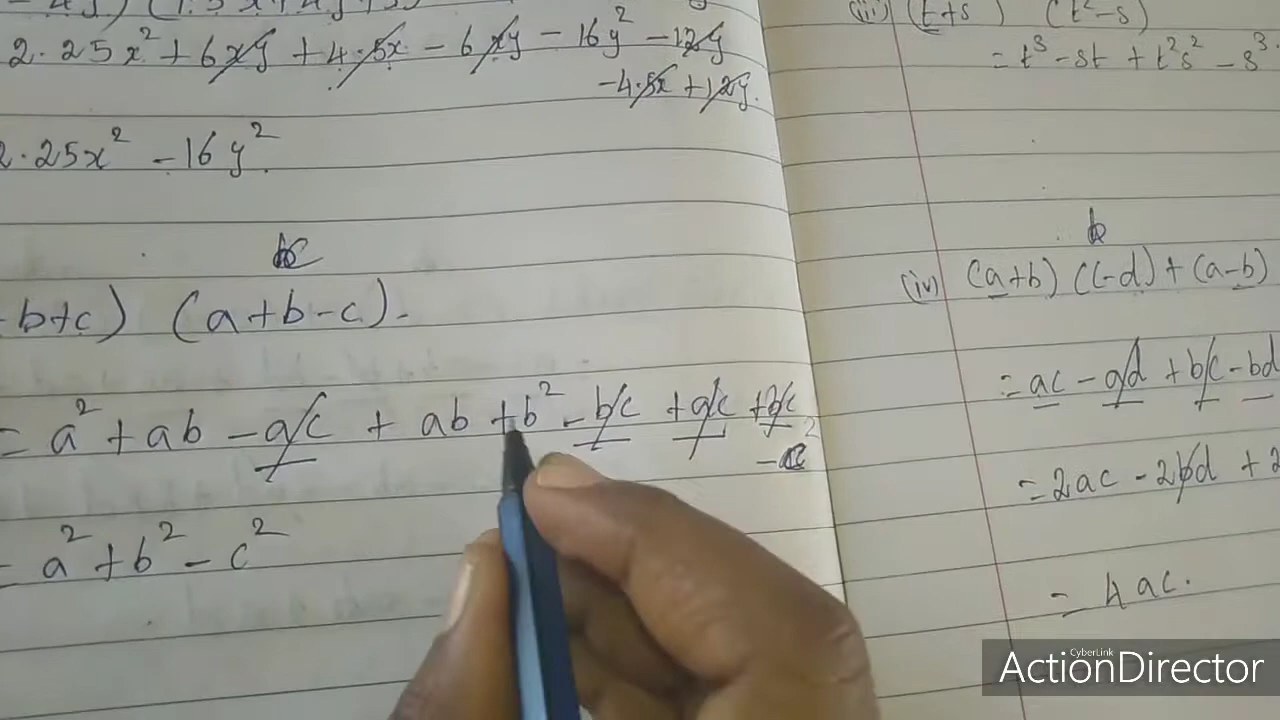 2.25x² + 6xy + 4.5x - 6xy - 16y² - 12y
-4.5x + 12y.
2.25x² - 16y²
b+c) (a+b-c).
= a² + ab - ac + ab + b² - bc + ac + bc
-c²
= a² + b² - c²
(iii) (t+s ) (t²-s)
= t³ - st + t²s² - s³.
(iv) (a+b) (c-d) + (a-b)
= ac - ad + bc - bd
= 2ac - 2bd + 2
= 4ac.
CyberLink
ActionDirector